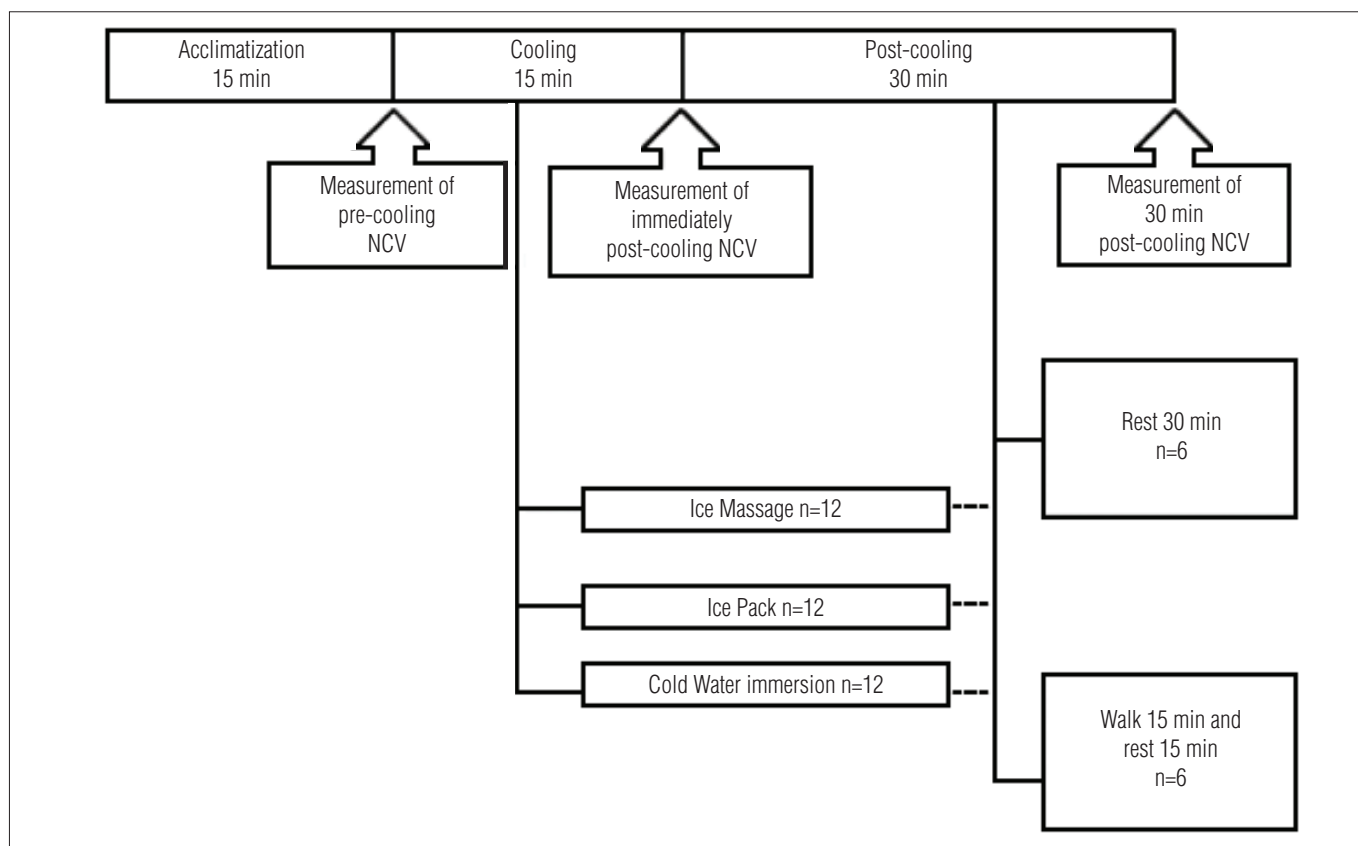 Acclimatization
15 min
Cooling
15 min
Post-cooling
30 min
Measurement of
pre-cooling
NCV
Measurement of
immediately
post-cooling NCV
Measurement of
30 min
post-cooling NCV
Rest 30 min
n=6
Ice Massage n=12
Ice Pack n=12
Cold Water immersion n=12
Walk 15 min and
rest 15 min
n=6